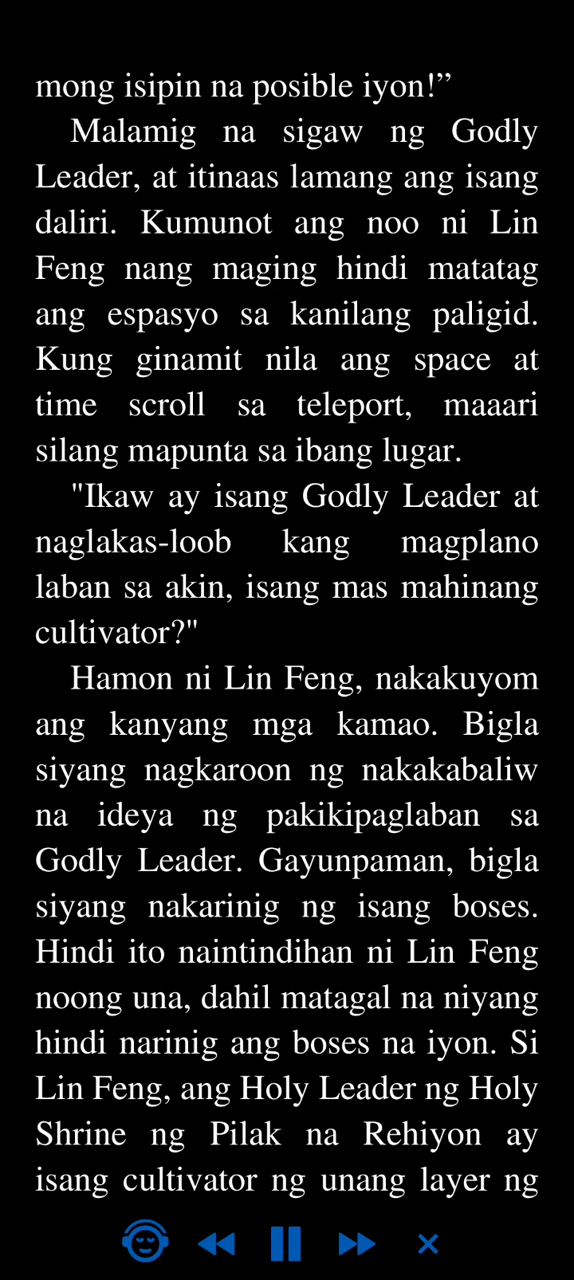 mong isipin na posible iyon!”
Malamig na sigaw ng Godly
Leader, at itinaas lamang ang isang
daliri. Kumunot ang noo ni Lin
Feng nang maging hindi matatag
ang espasyo sa kanilang paligid.
Kung ginamit nila ang space at
time scroll sa teleport, maaari
silang mapunta sa ibang lugar.
"Ikaw ay isang Godly Leader at
naglakas-loob kang magplano
laban sa akin, isang mas mahinang
cultivator?"
Hamon ni Lin Feng, nakakuyom
ang kanyang mga kamao. Bigla
siyang nagkaroon ng nakakabaliw
na ideya ng pakikipaglaban sa
Godly Leader. Gayunpaman, bigla
siyang nakarinig ng isang boses.
Hindi ito naintindihan ni Lin Feng
noong una, dahil matagal na niyang
hindi narinig ang boses na iyon. Si
Lin Feng, ang Holy Leader ng Holy
Shrine ng Pilak na Rehiyon ay
isang cultivator ng unang layer ng